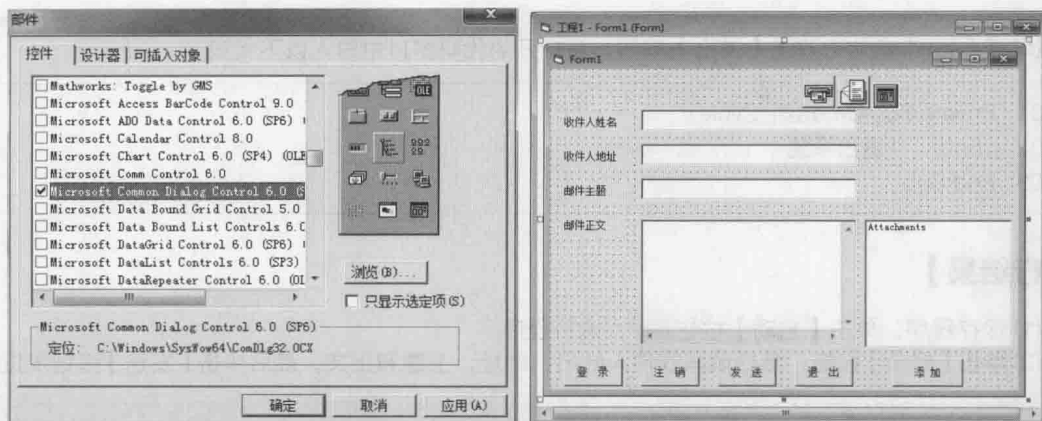 部件
控件
设计器
可插入对象
Mathworks: Toggle by GMS
Microsoft Access BarCode Control 9.0
Microsoft ADO Data Control 6.0 (SP6)
Microsoft Calendar Control 8.0
Microsoft Chart Control 6.0 (SP4) (OLE
Microsoft Comm Control 6.0
Microsoft Common Dialog Control 6.0 (S
Microsoft Data Bound Grid Control 5.0
Microsoft Data Bound List Controls 6.0
Microsoft DataGrid Control 6.0 (SP6)
Microsoft DataList Controls 6.0 (SP3)
Microsoft DataRepeater Control 6.0 (OL
浏览(B)...
只显示选定项(S)
Microsoft Common Dialog Control 6.0 (SP6)
定位: C:\Windows\SysWow64\ComDlg32.OCX
确定
取消
应用(A)
工程1 - Form1 (Form)
Form1
收件人姓名
收件人地址
邮件主题
邮件正文
Attachments
登 录
注 销
发 送
退 出
添 加